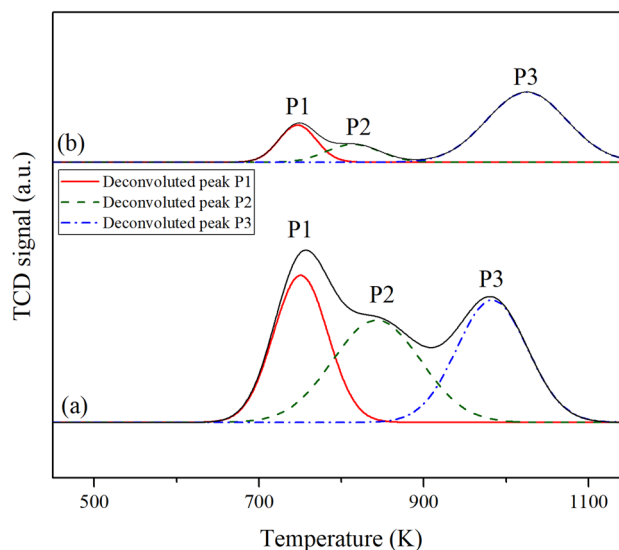 P3
P1
(b)
P2
Deconvoluted peak P1
Deconvoluted peak P2
Deconvoluted peak P3
P1
P2
P3
(a)
TCD signal (a.u.)
500 700 900 1100
Temperature (K)